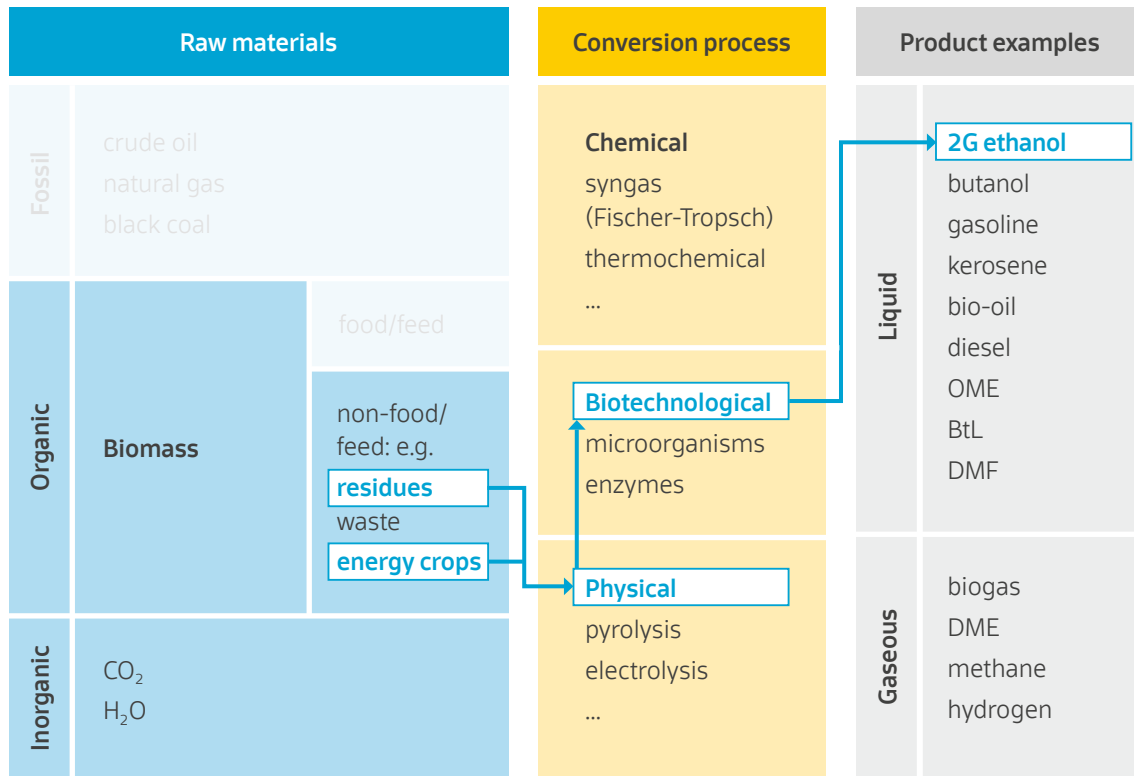 Raw materials
Conversion process
Product examples
Fossil
crude oil
natural gas
black coal
Organic
Biomass
food/feed
non-food/
feed: e.g.
residues
waste
energy crops
Inorganic
CO₂
H₂O
Chemical
syngas
(Fischer-Tropsch)
thermochemical
...
Biotechnological
microorganisms
enzymes
Physical
pyrolysis
electrolysis
...
Liquid
2G ethanol
butanol
gasoline
kerosene
bio-oil
diesel
OME
BtL
DMF
Gaseous
biogas
DME
methane
hydrogen